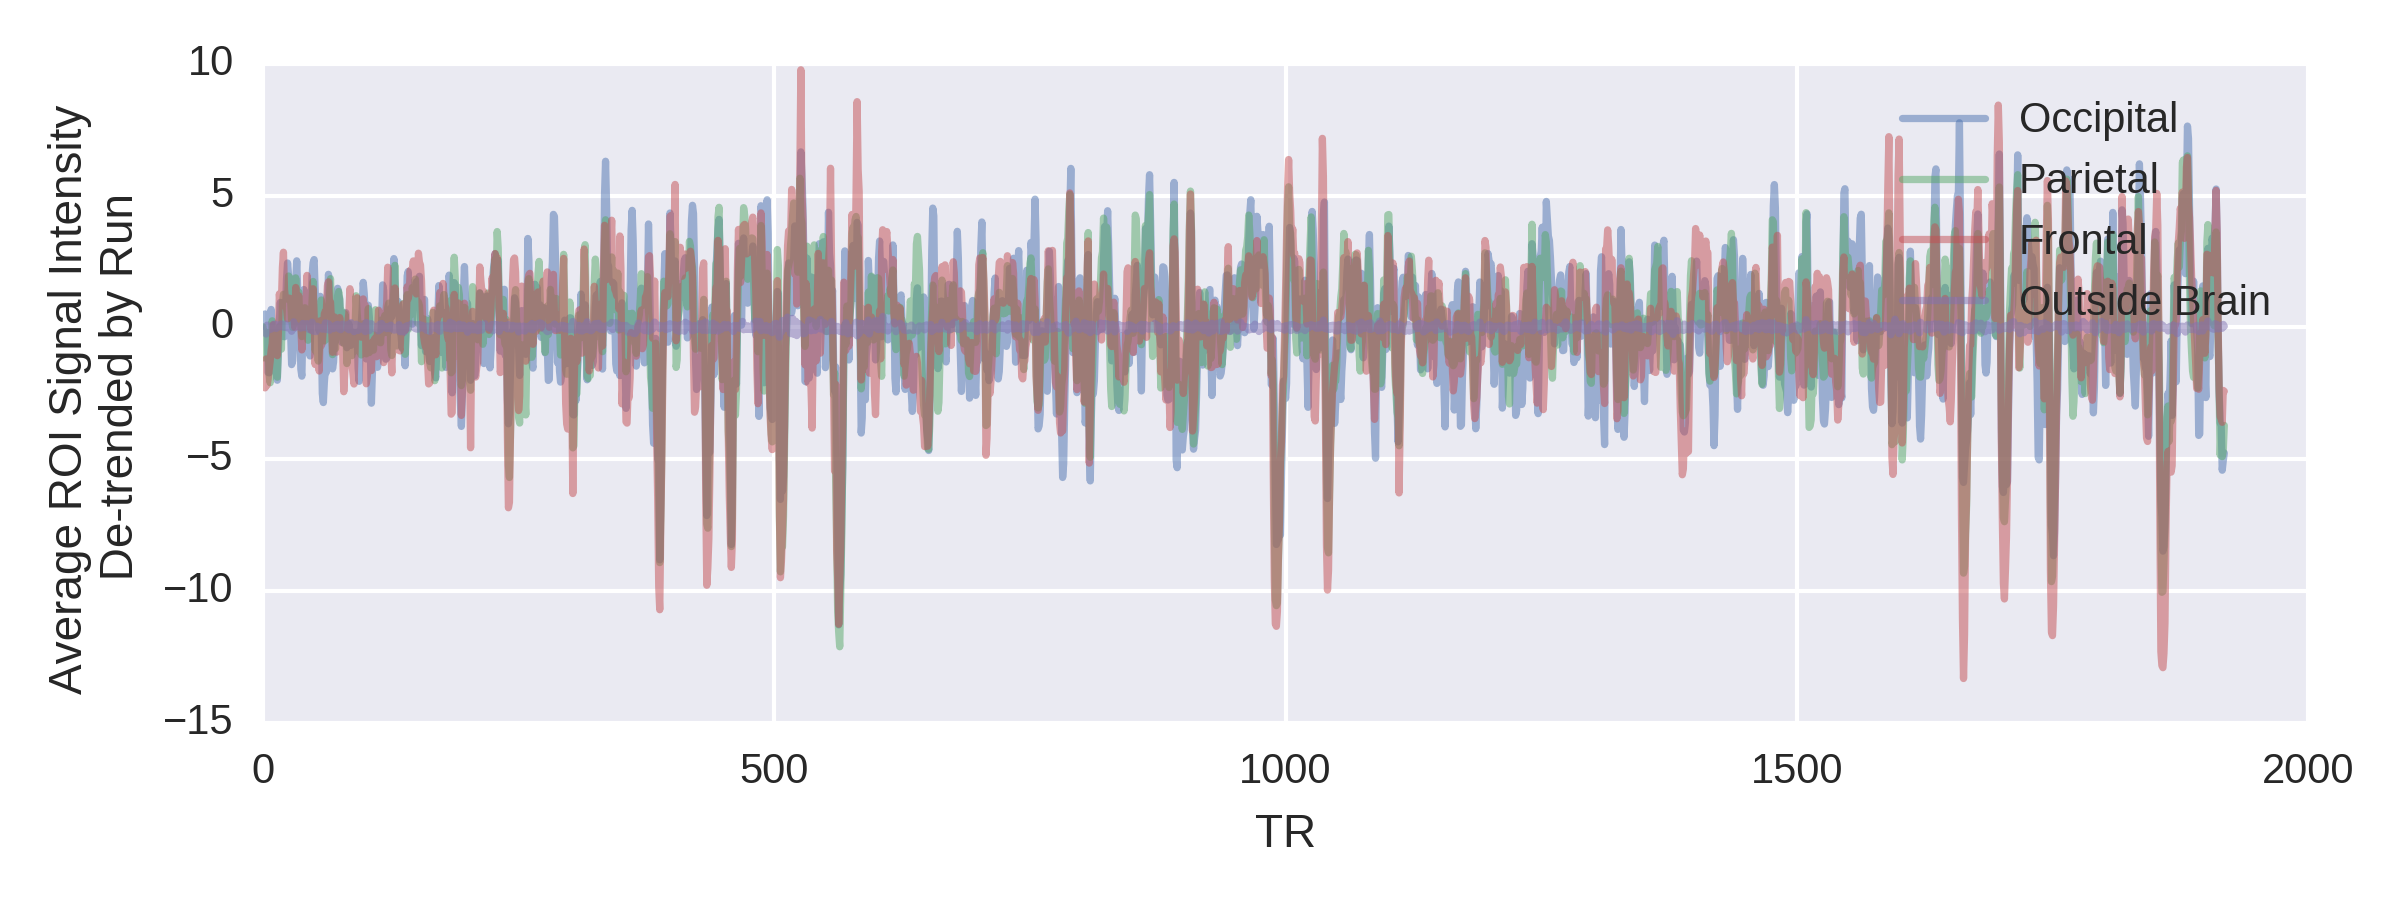 Average ROI Signal Intensity
De-trended by Run
10
5
0
−5
−10
−15
Occipital
Parietal
Frontal
Outside Brain
0 500 1000 1500 2000
TR